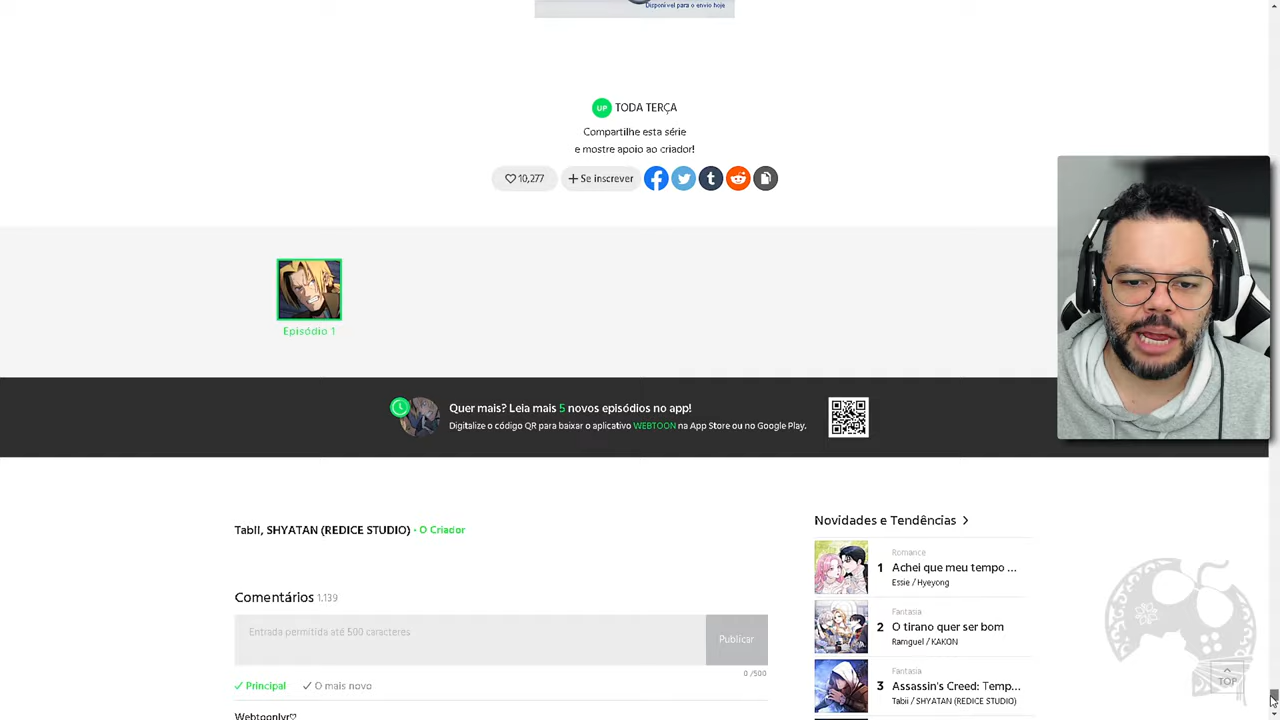 Disponível para o envio hoje
UP TODA TERÇA
Compartilhe esta série
e mostre apoio ao criador!
10,277
+ Se inscrever
Episódio 1
Quer mais? Leia mais 5 novos episódios no app!
Digitalize o código QR para baixar o aplicativo WEBTOON na App Store ou no Google Play.
Tabii, SHYATAN (REDICE STUDIO) · O Criador
Comentários 1.139
Entrada permitida até 500 caracteres
Publicar
0 /500
Principal
O mais novo
Webtoonlvr♡
Novidades e Tendências >
Romance
1 Achei que meu tempo ...
Essie / Hyeyong
Fantasia
2 O tirano quer ser bom
Ramguel / KAKON
Fantasia
3 Assassin's Creed: Temp...
Tabii / SHYATAN (REDICE STUDIO)
TOP